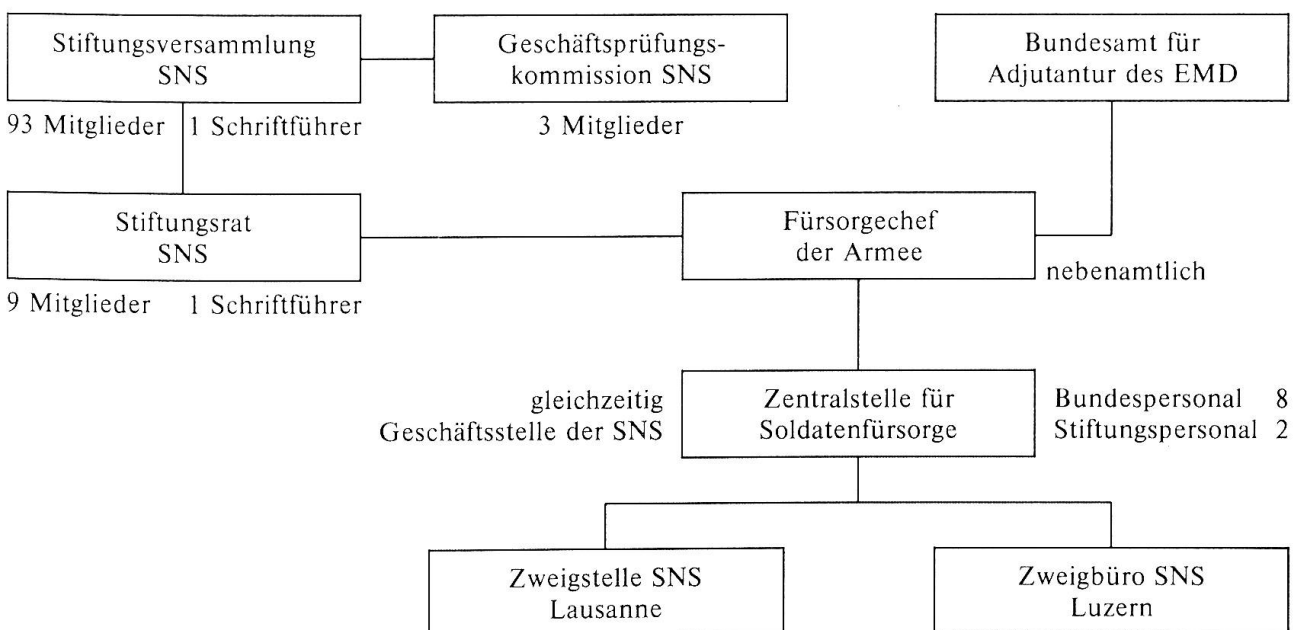 Stiftungsversammlung
SNS
Geschäftsprüfungs-
kommission SNS
Bundesamt für
Adjutantur des EMD
93 Mitglieder
1 Schriftführer
3 Mitglieder
Stiftungsrat
SNS
Fürsorgechef
der Armee
nebenamtlich
9 Mitglieder
1 Schriftführer
gleichzeitig
Geschäftsstelle der SNS
Zentralstelle für
Soldatenfürsorge
Bundespersonal 8
Stiftungspersonal 2
Zweigstelle SNS
Lausanne
Zweigbüro SNS
Luzern